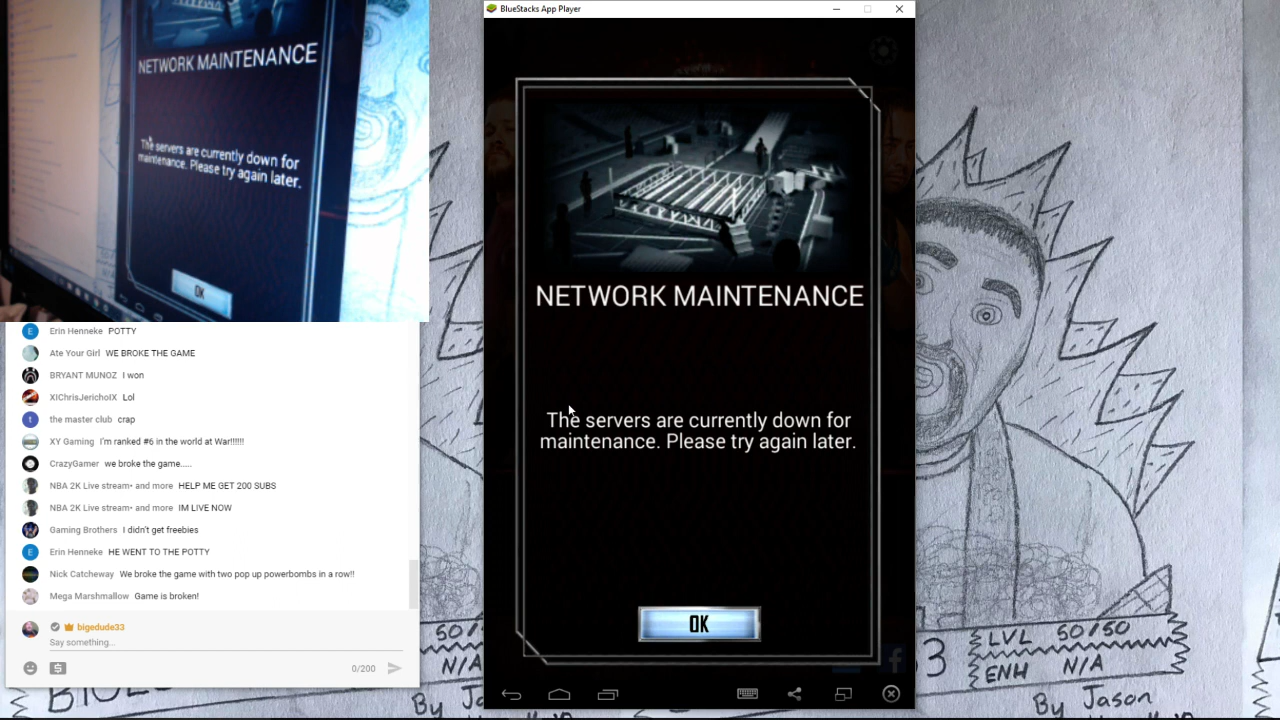 NETWORK MAINTENANCE
The servers are currently down for
maintenance. Please try again later.
OK
Erin Henneke POTTY
Ate Your Girl WE BROKE THE GAME
BRYANT MUNOZ I won
XIChrisJerichoIX Lol
t the master club crap
XY Gaming I'm ranked #6 in the world at War!!!!!!
CrazyGamer we broke the game.....
NBA 2K Live stream• and more HELP ME GET 200 SUBS
NBA 2K Live stream• and more IM LIVE NOW
Gaming Brothers I didn't get freebies
E Erin Henneke HE WENT TO THE POTTY
Nick Catcheway We broke the game with two pop up powerbombs in a row!!
Mega Marshmallow Game is broken!
bigedude33
Say something...
0/200
BlueStacks App Player
NETWORK MAINTENANCE
The servers are currently down for
maintenance. Please try again later.
OK
50/
N/A
By
3
LVL 50/50
ENH N/A
By Jason